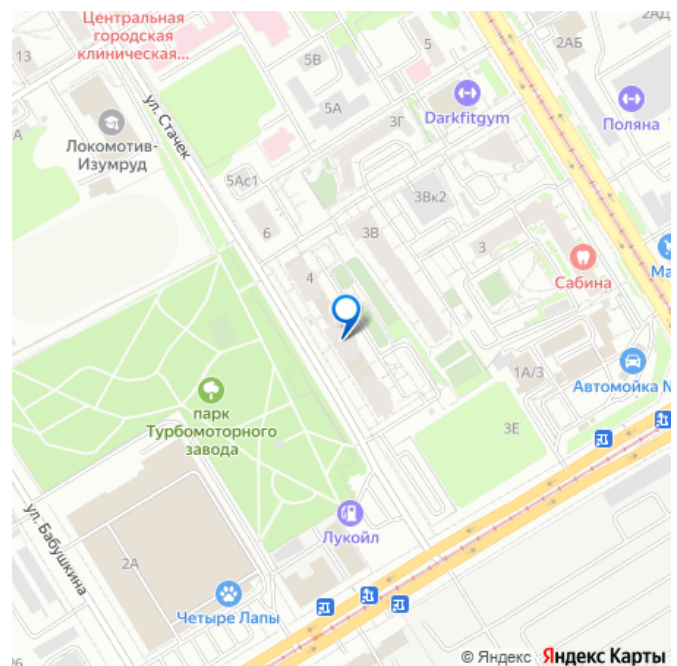 Центральная
городская
клиническая...
13
5В
5
2АБ
2АД
Darkfitgym
Поляна
5А
3Г
А
Локомотив-
Изумруд
ул. Стачек
5Ас1
3Вк2
6
3В
3
4
Сабина
Ма
1А/3
Автомойка N
парк
Турбомоторного
завода
3Е
Лукойл
ул. Бабушкина
2А
Четыре Лапы
© Яндекс Яндекс Карты